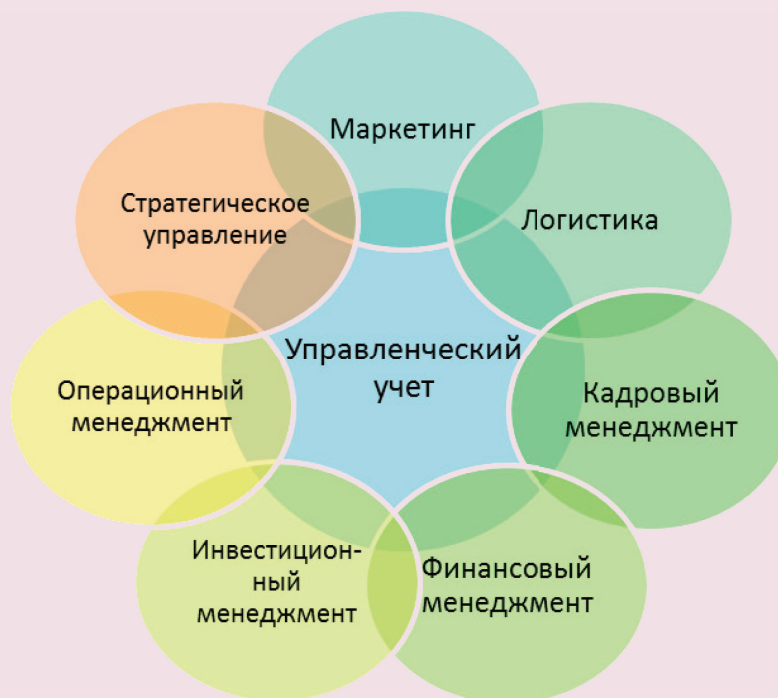 Маркетинг
Логистика
Кадровый
менеджмент
Финансовый
менеджмент
Инвестицион-
ный
менеджмент
Операционный
менеджмент
Стратегическое
управление
Управленческий
учет